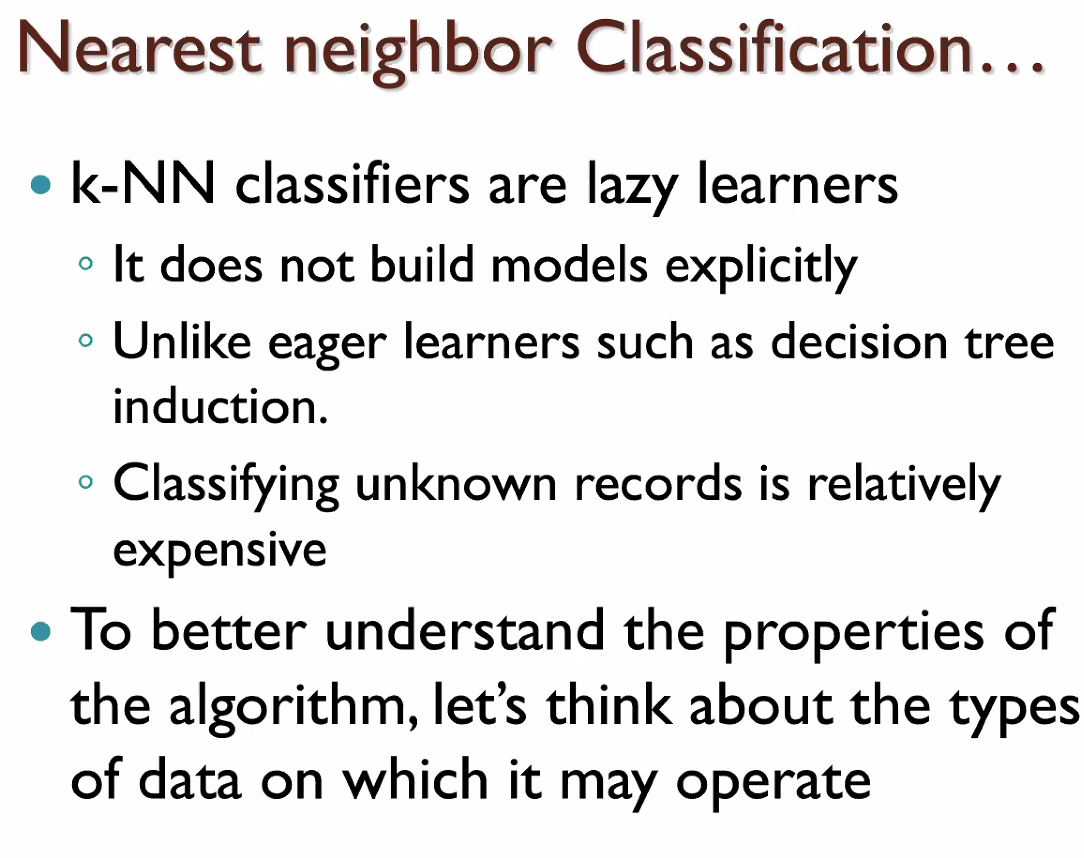 Nearest neighbor Classification…
• k-NN classifiers are lazy learners
◦ It does not build models explicitly
◦ Unlike eager learners such as decision tree
induction.
◦ Classifying unknown records is relatively
expensive
• To better understand the properties of
the algorithm, let’s think about the types
of data on which it may operate